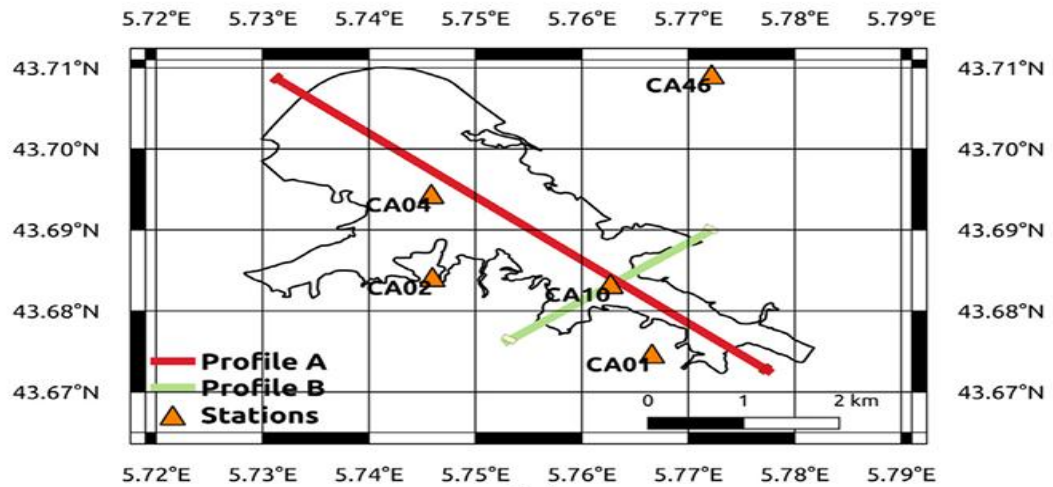 5.72°E 5.73°E 5.74°E 5.75°E 5.76°E 5.77°E 5.78°E 5.79°E
43.71°N 43.71°N
CA46
43.70°N 43.70°N
CA04
43.69°N 43.69°N
CA02 CA10
43.68°N 43.68°N
Profile A CA01
Profile B
43.67°N 43.67°N
Stations 0 1 2 km
5.72°E 5.73°E 5.74°E 5.75°E 5.76°E 5.77°E 5.78°E 5.79°E